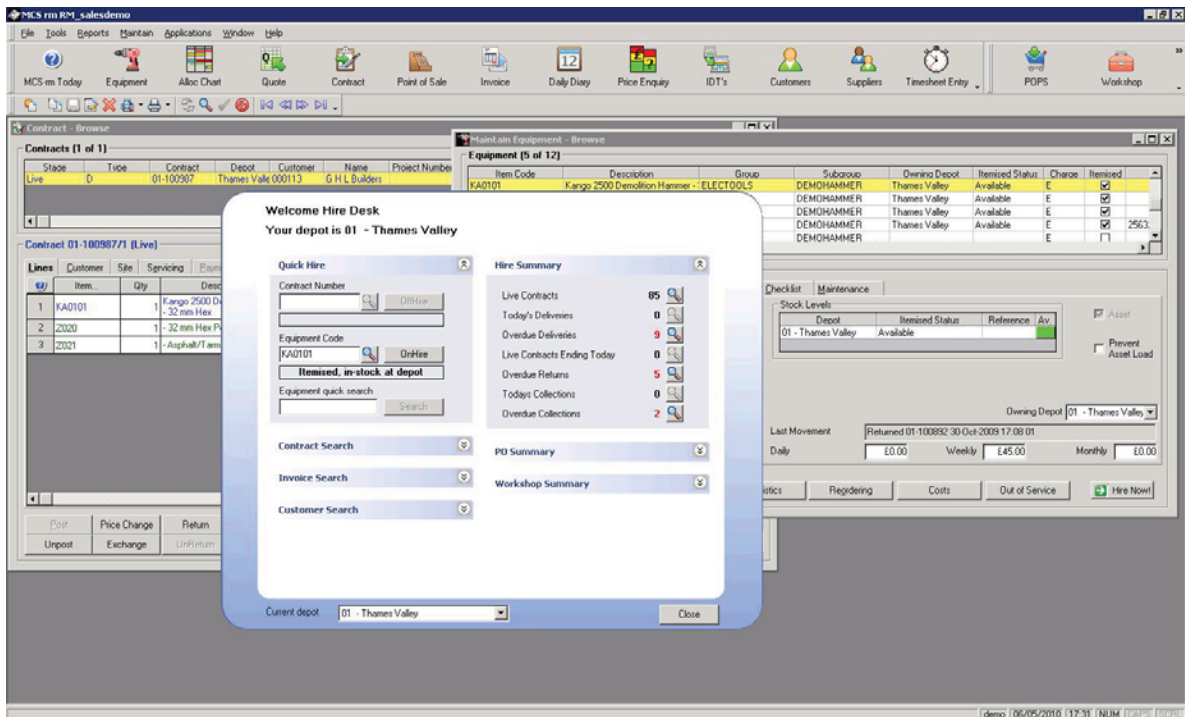 MCS rm RM_salesdemo
File Tools Reports Maintain Applications Window Help
MCS-rm Today Equipment Alloc Chart Quote Contract Point of Sale Invoice Daily Diary Price Enquiry IDT's Customers Suppliers Timesheet Entry POPS Workshop
Contract - Browse
Contracts (1 of 1)
Stage Type Contract Depot Customer Name Project Number
Live D 01-100987 Thames Valle 000113 G H L Builders
Contract 01-100987/1 (Live)
Lines Customer Site Servicing
Item... Qty Desc
1 KA0101 1 Kango 2500 D
- 32 mm Hex
2 Z020 1 - 32 mm Hex P
3 Z021 1 - Asphalt/Tam
Post Price Change Return
Unpost Exchange UnReturn
Maintain Equipment - Browse
Equipment (5 of 12)
Item Code Description Group Subgroup Owning Depot Itemised Status Charge Itemised
KA0101 Kango 2500 Demolition Hammer - ELECTOOLS DEMOHAMMER Thames Valley Available E
DEMOHAMMER Thames Valley Available E
DEMOHAMMER Thames Valley Available E
DEMOHAMMER Thames Valley Available E 2563.
DEMOHAMMER E
Checklist Maintenance
Stock Levels
Depot Itemised Status Reference Av
01 - Thames Valley Available
Asset
Prevent
Asset Load
Owning Depot 01 - Thames Valley
Last Movement Returned 01-100892 30-Oct-2009 17:08 01
Daily £0.00 Weekly £45.00 Monthly £0.00
istics Reordering Costs Out of Service Hire Now!
Welcome Hire Desk
Your depot is 01 - Thames Valley
Quick Hire
Contract Number
OffHire
Equipment Code
KA0101 OnHire
Itemised, in-stock at depot
Equipment quick search
Search
Contract Search
Invoice Search
Customer Search
Hire Summary
Live Contracts 85
Today's Deliveries 0
Overdue Deliveries 9
Live Contracts Ending Today 0
Overdue Returns 5
Todays Collections 0
Overdue Collections 2
PO Summary
Workshop Summary
Current depot 01 - Thames Valley Close
demo 06/05/2010 17:31 NUM CAPS SCRL